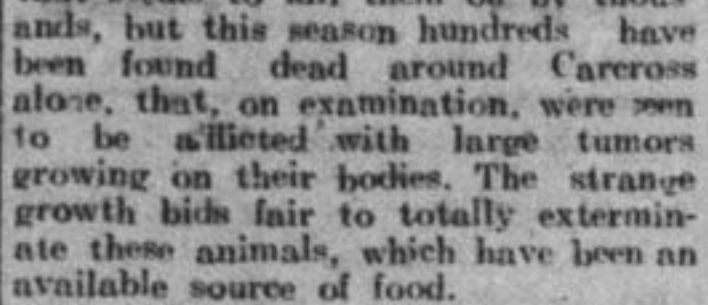 ands, but this season hundreds have
been found dead around Carcross
alone, that, on examination, were seen
to be afflicted with large tumors
growing on their bodies. The strange
growth bids fair to totally extermin-
ate these animals, which have been an
available source of food.